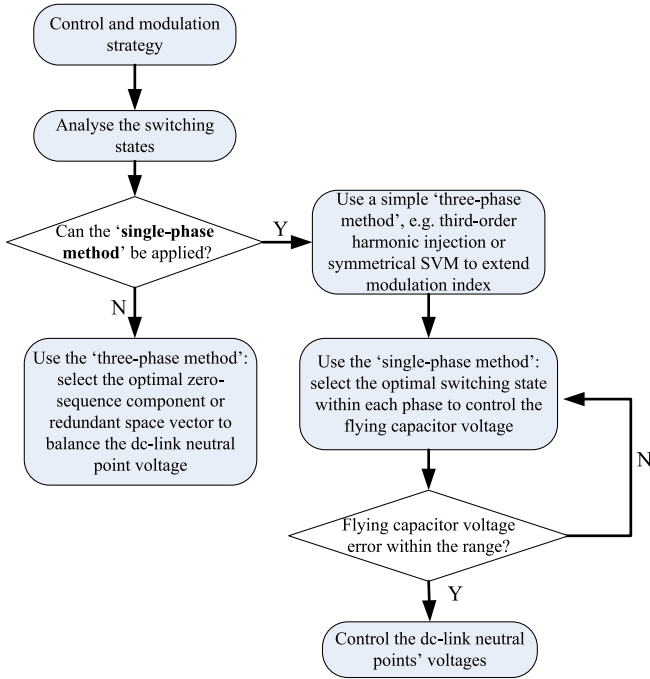 Control and modulation
strategy
Analyse the switching
states
Can the ‘single-phase
method’ be applied?
Y
N
Use the ‘three-phase method’:
select the optimal zero-
sequence component or
redundant space vector to
balance the dc-link neutral
point voltage
Use a simple ‘three-phase
method’, e.g. third-order
harmonic injection or
symmetrical SVM to extend
modulation index
Use the ‘single-phase method’:
select the optimal switching state
within each phase to control the
flying capacitor voltage
N
Flying capacitor voltage
error within the range?
Y
Control the dc-link neutral
points’ voltages